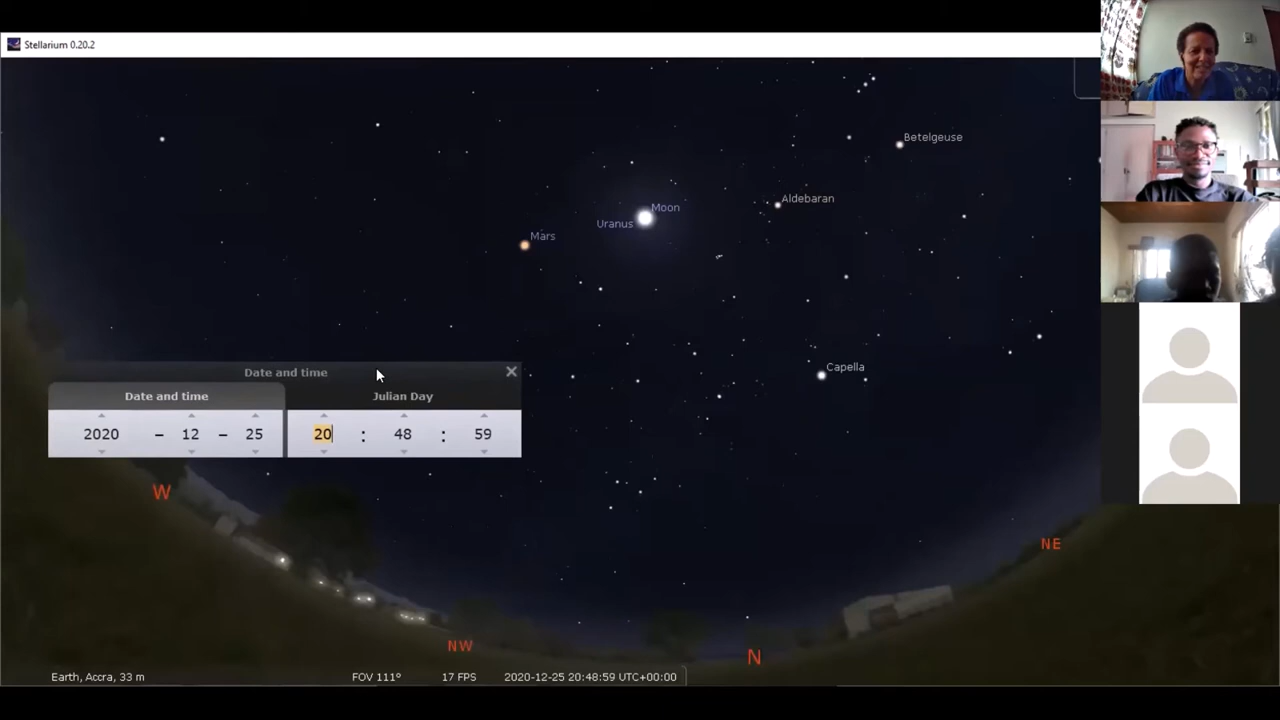 Stellarium 0.20.2
Betelgeuse
Aldebaran
Moon
Uranus
Mars
Capella
Date and time
Date and time
Julian Day
2020 – 12 – 25
20 : 48 : 59
W
NE
NW
N
Earth, Accra, 33 m
FOV 111°
17 FPS
2020-12-25 20:48:59 UTC+00:00